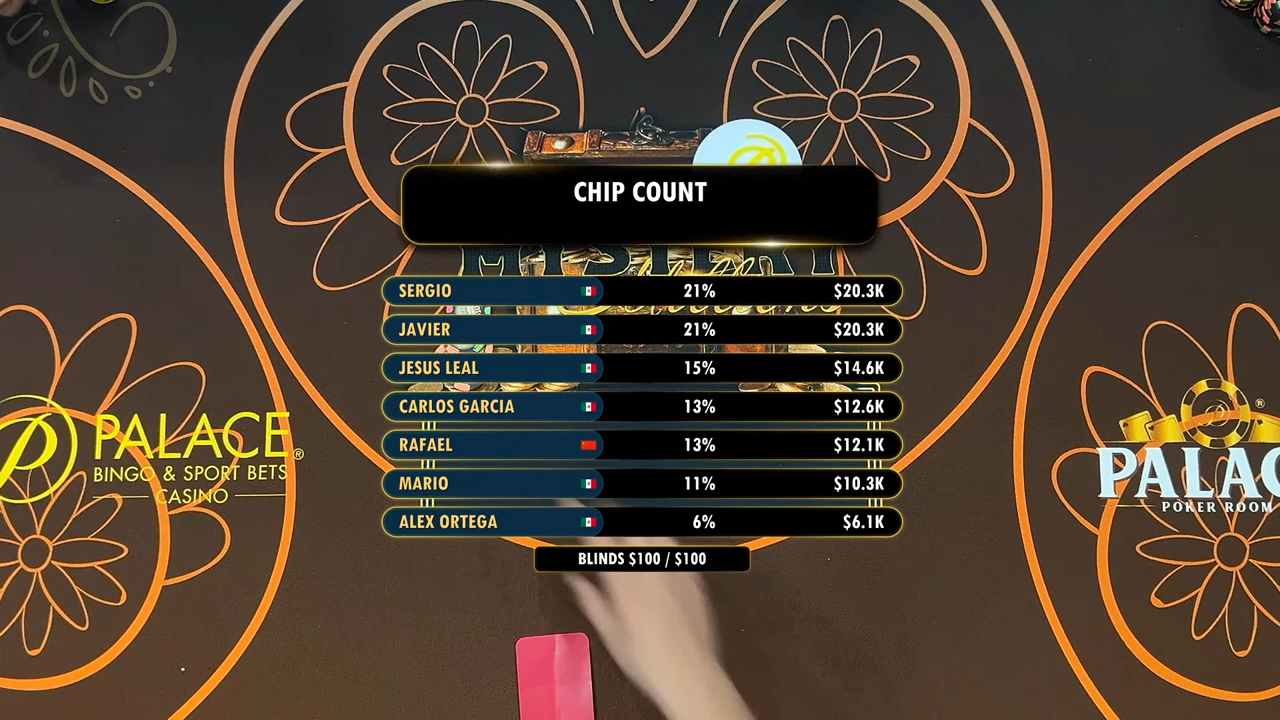 CHIP COUNT
MYSTERY
SERGIO 21% $20.3K
JAVIER 21% $20.3K
JESUS LEAL 15% $14.6K
CARLOS GARCIA 13% $12.6K
RAFAEL 13% $12.1K
MARIO 11% $10.3K
ALEX ORTEGA 6% $6.1K
BLINDS $100 / $100
PALACE®
BINGO & SPORT BETS
CASINO
®
PALAC
POKER ROOM